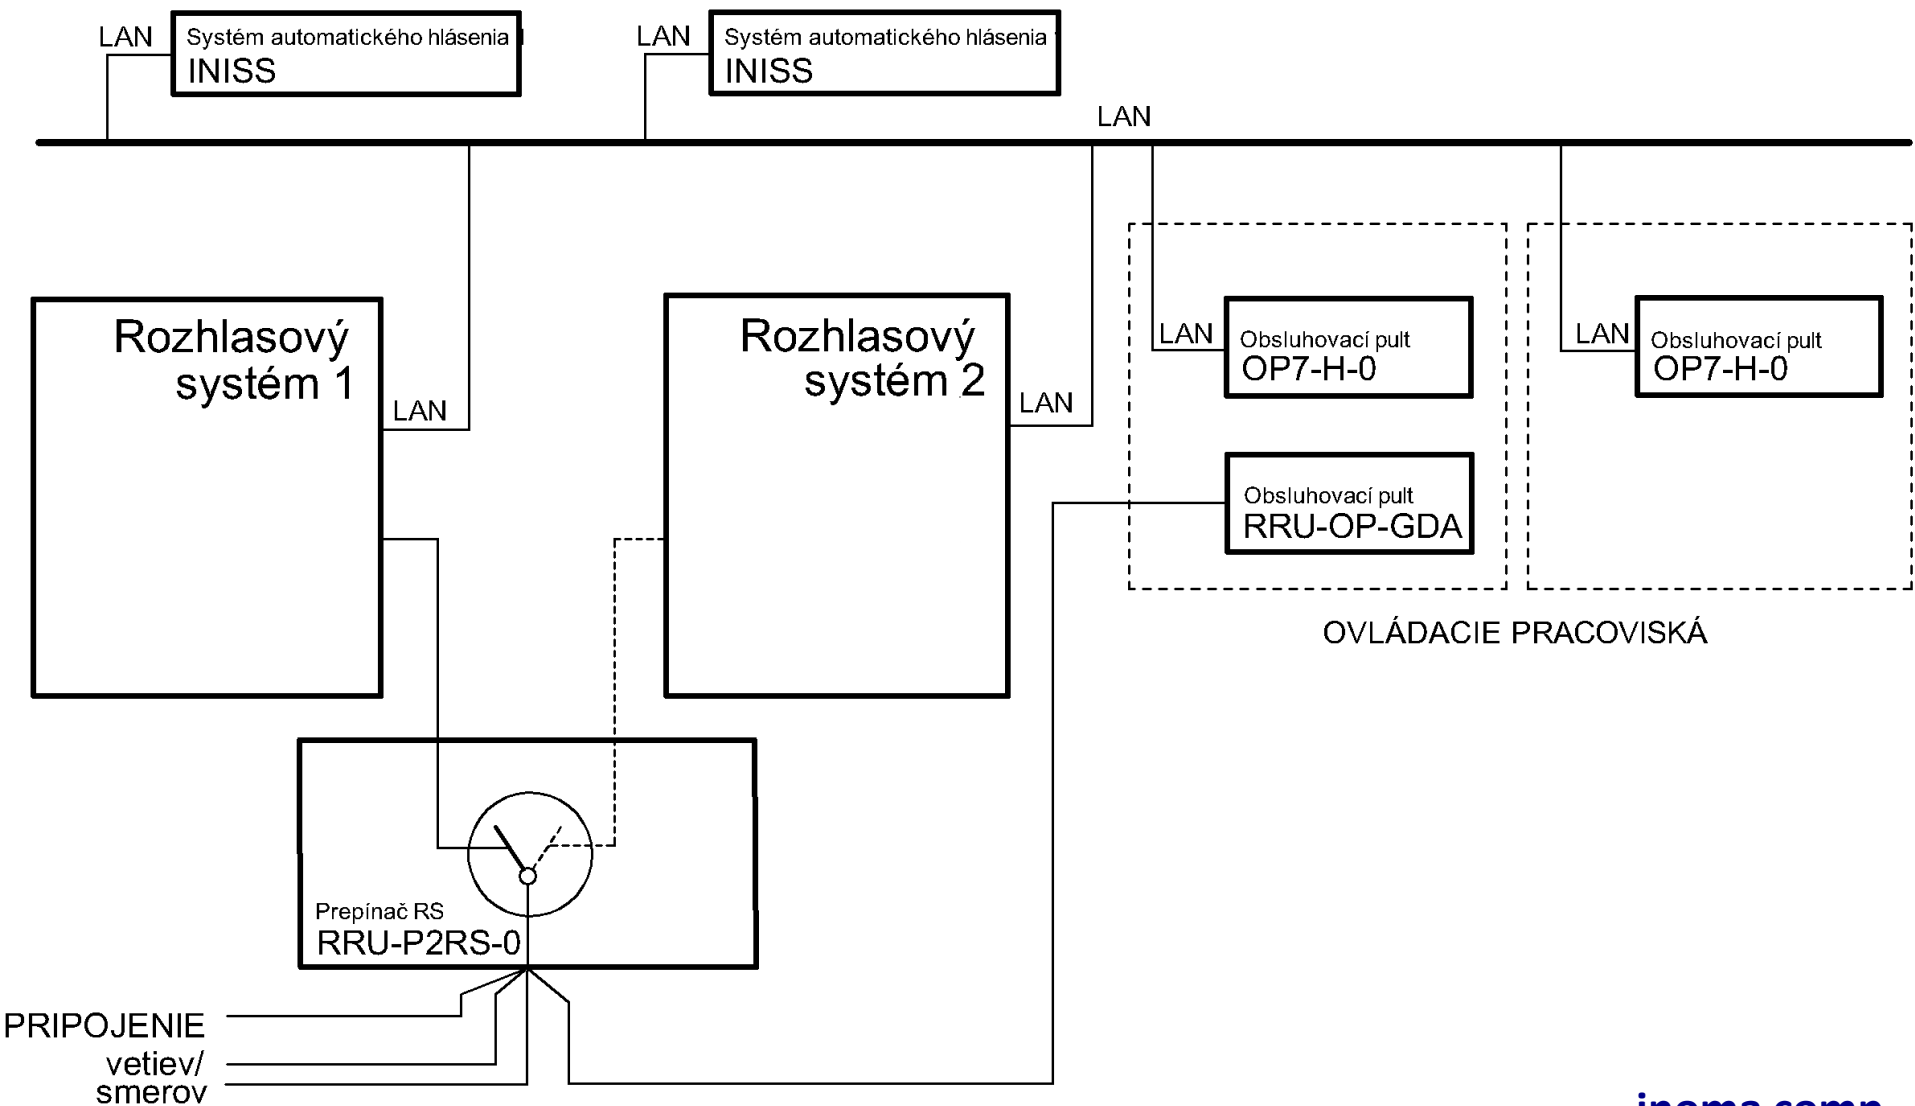 LAN
Systém automatického hlásenia
INISS
LAN
Systém automatického hlásenia
INISS
LAN
Rozhlasový
systém 1
LAN
Rozhlasový
systém 2
LAN
LAN
Obsluhovací pult
OP7-H-0
LAN
Obsluhovací pult
OP7-H-0
Obsluhovací pult
RRU-OP-GDA
OVLÁDACIE PRACOVISKÁ
Prepínač RS
RRU-P2RS-0
PRIPOJENIE
vetiev/
smerov
inoma comp